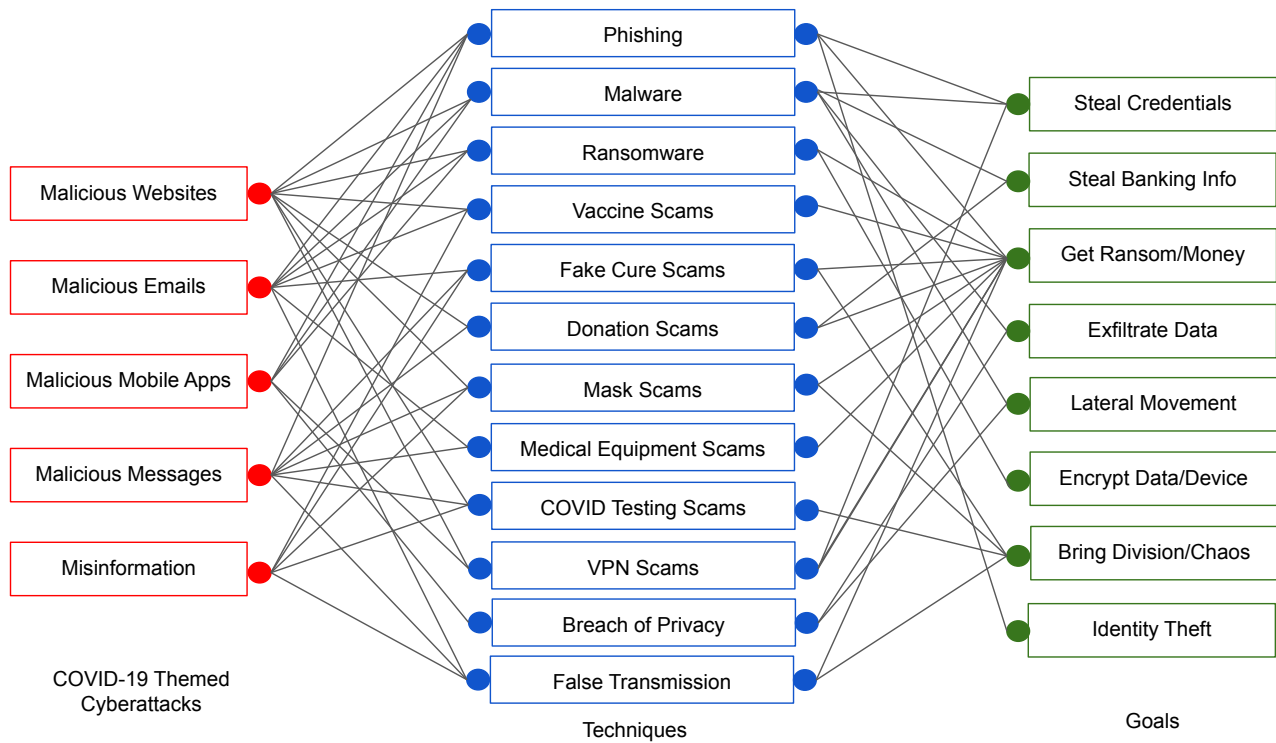 Malicious Websites
Malicious Emails
Malicious Mobile Apps
Malicious Messages
Misinformation
COVID-19 Themed
Cyberattacks
Phishing
Malware
Ransomware
Vaccine Scams
Fake Cure Scams
Donation Scams
Mask Scams
Medical Equipment Scams
COVID Testing Scams
VPN Scams
Breach of Privacy
False Transmission
Techniques
Steal Credentials
Steal Banking Info
Get Ransom/Money
Exfiltrate Data
Lateral Movement
Encrypt Data/Device
Bring Division/Chaos
Identity Theft
Goals